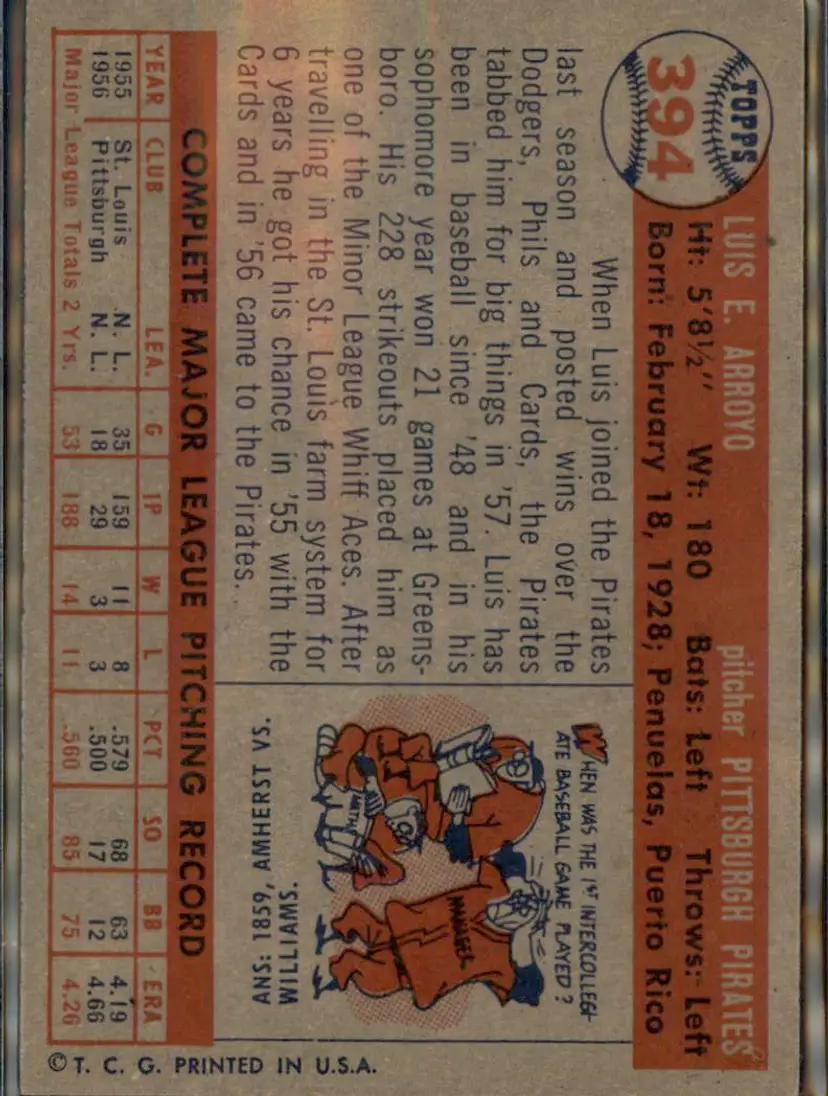 TOPPS
394
LUIS E. ARROYO pitcher PITTSBURGH PIRATES
Ht: 5'8½" Wt: 180 Bats: Left Throws: Left
Born: February 18, 1928; Penuelas, Puerto Rico
When Luis joined the Pirates
last season and posted wins over the
Dodgers, Phils and Cards, the Pirates
tabbed him for big things in '57. Luis has
been in baseball since '48 and in his
sophomore year won 21 games at Greens-
boro. His 228 strikeouts placed him as
one of the Minor League Whiff Aces. After
travelling in the St. Louis farm system for
6 years he got his chance in '55 with the
Cards and in '56 came to the Pirates.
WHEN WAS THE 1ST INTERCOLLEGI-
ATE BASEBALL GAME PLAYED?
MATH
MANAGER
ANS: 1859, AMHERST VS.
WILLIAMS.
COMPLETE MAJOR LEAGUE PITCHING RECORD
YEAR CLUB LEA. G IP W L PCT SO BB ERA
1955 St. Louis N. L. 35 159 11 8 .579 68 63 4.19
1956 Pittsburgh N. L. 18 29 3 3 .500 17 12 4.66
Major League Totals 2 Yrs. 53 188 14 11 .560 85 75 4.26
© T. C. G. PRINTED IN U.S.A.